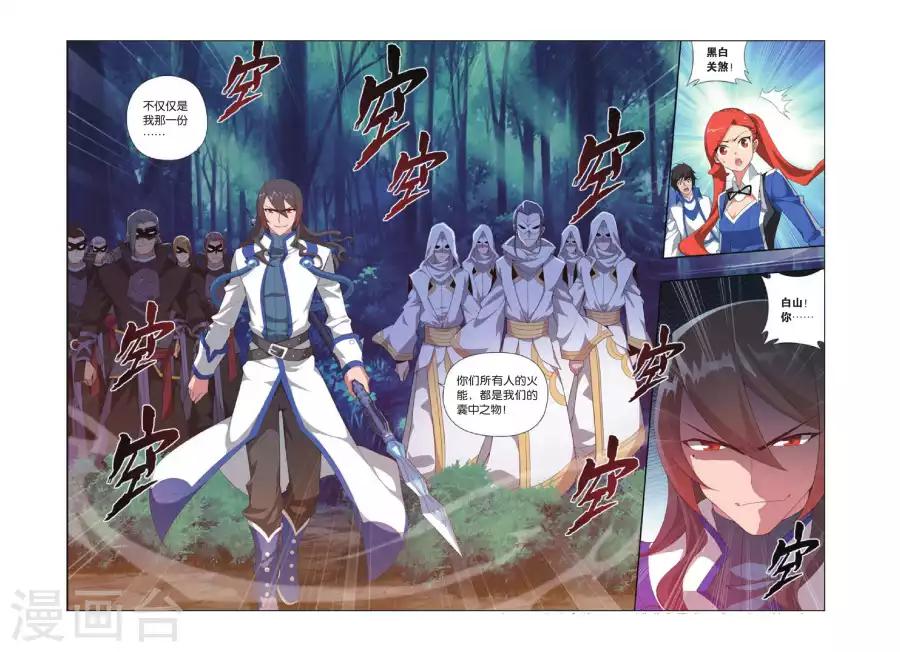 不仅仅是
我那一份
……
空
空
空
空
空
空
你们所有人的火
能，都是我们的
囊中之物！
黑白
关煞！
白山！
你……
空
空
空
漫画台